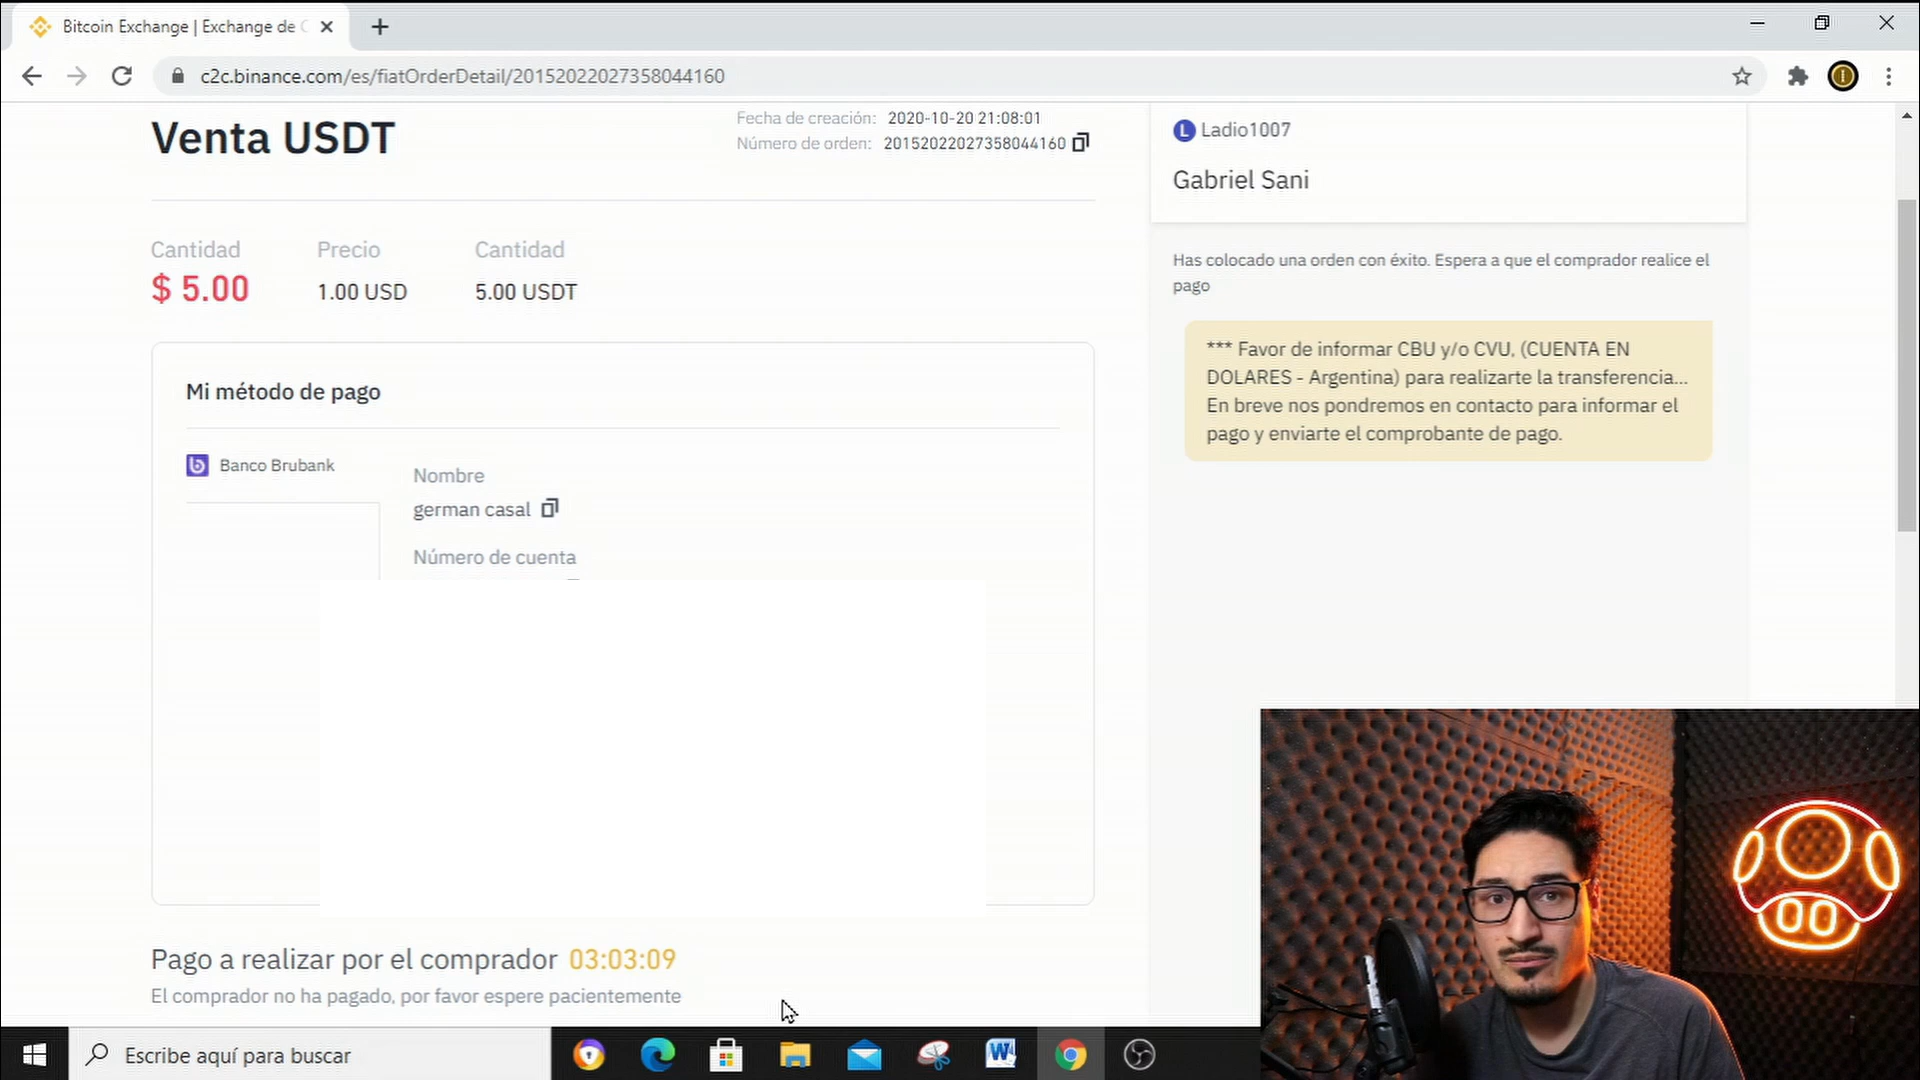 Bitcoin Exchange | Exchange de C
c2c.binance.com/es/fiatOrderDetail/20152022027358044160
Venta USDT
Fecha de creación: 2020-10-20 21:08:01
Número de orden: 20152022027358044160
Cantidad
Precio
Cantidad
$ 5.00
1.00 USD
5.00 USDT
Mi método de pago
Banco Brubank
Nombre
german casal
Número de cuenta
Pago a realizar por el comprador 03:03:09
El comprador no ha pagado, por favor espere pacientemente
L Ladio1007
Gabriel Sani
Has colocado una orden con éxito. Espera a que el comprador realice el
pago
*** Favor de informar CBU y/o CVU, (CUENTA EN
DOLARES - Argentina) para realizarte la transferencia...
En breve nos pondremos en contacto para informar el
pago y enviarte el comprobante de pago.
Escribe aquí para buscar